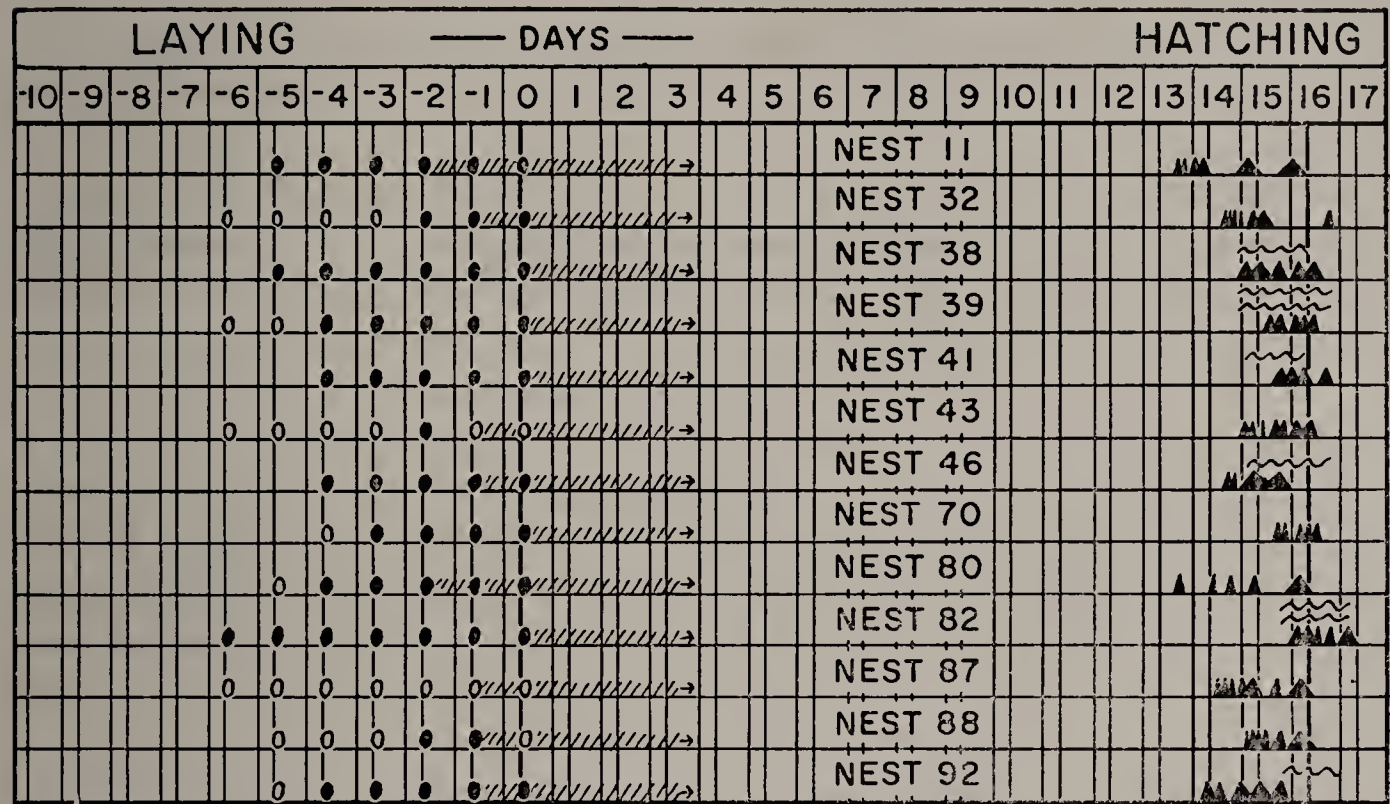 LAYING — DAYS — HATCHING
-10 -9 -8 -7 -6 -5 -4 -3 -2 -1 0 1 2 3 4 5 6 7 8 9 10 11 12 13 14 15 16 17
NEST 11
NEST 32
NEST 38
NEST 39
NEST 41
NEST 43
NEST 46
NEST 70
NEST 80
NEST 82
NEST 87
NEST 88
NEST 92